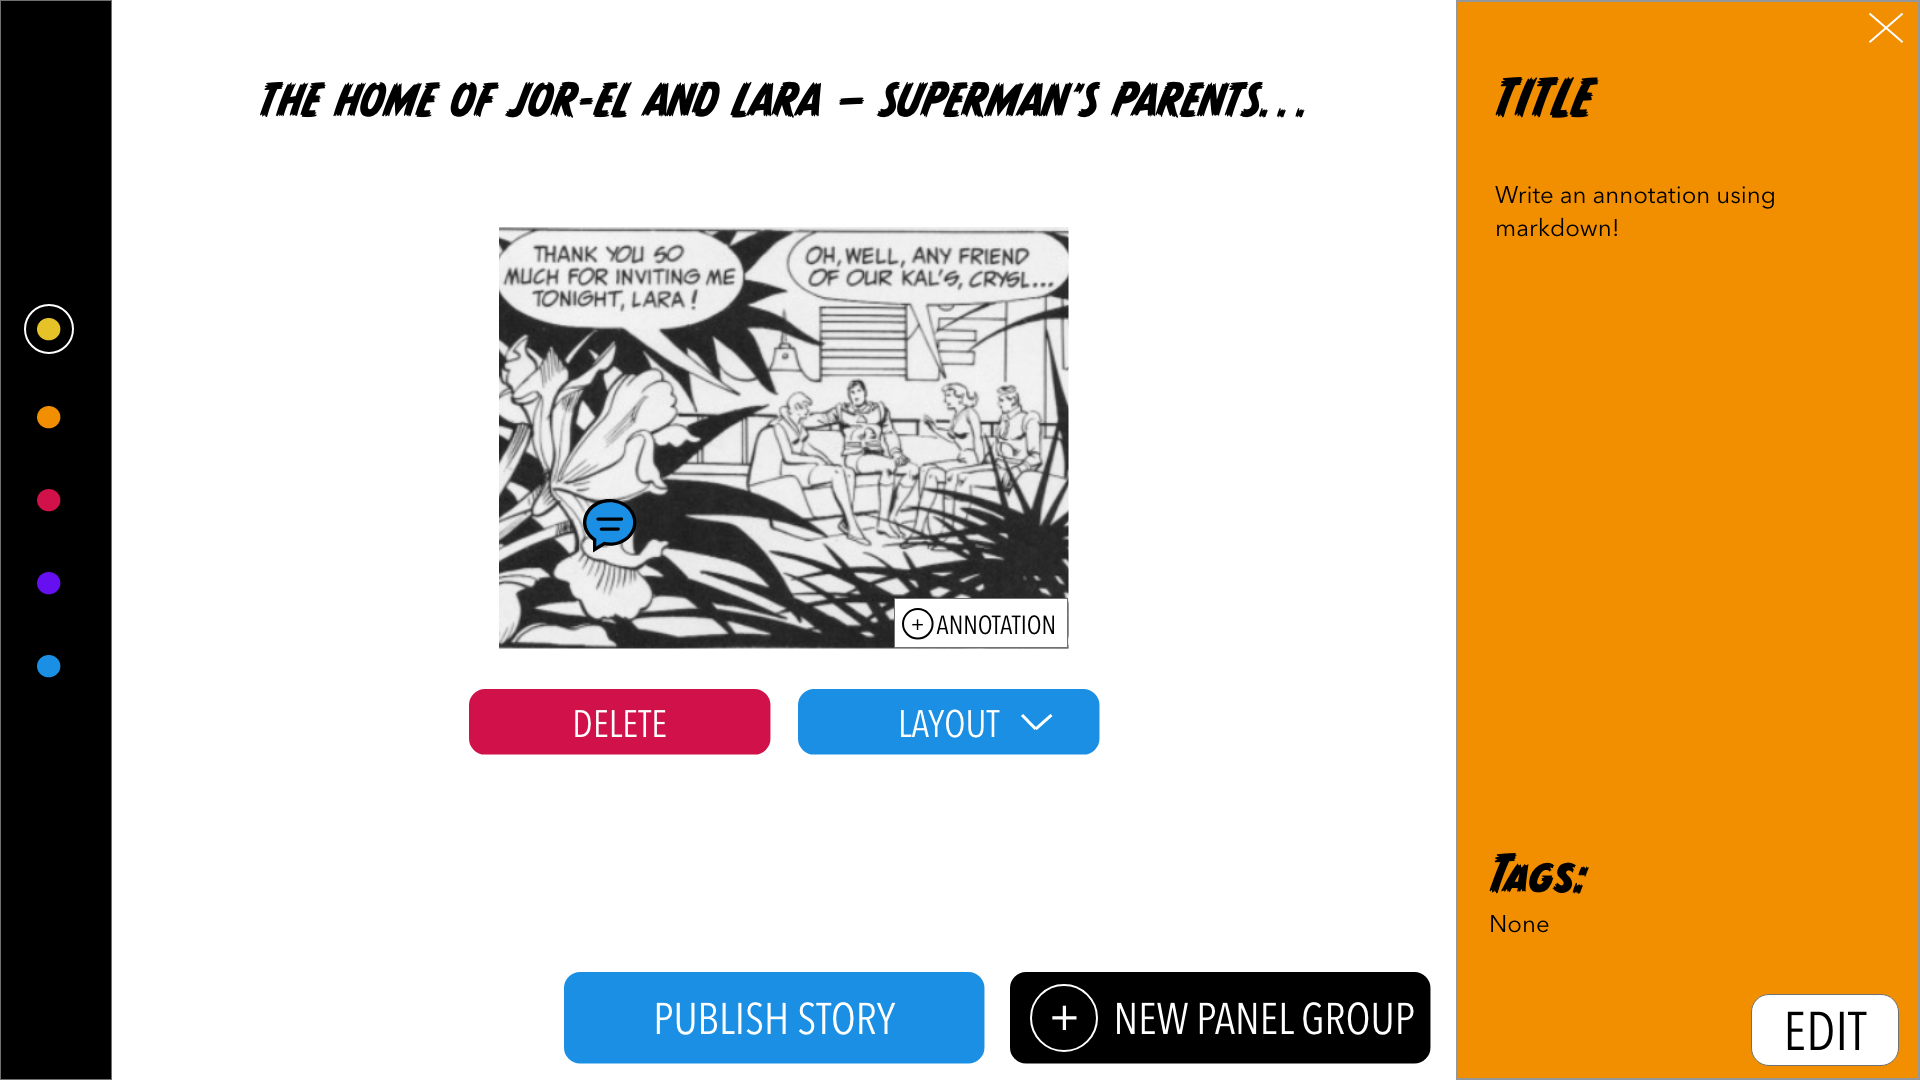 THE HOME OF JOR-EL AND LARA – SUPERMAN'S PARENTS...
THANK YOU SO
MUCH FOR INVITING ME
TONIGHT, LARA!
OH, WELL, ANY FRIEND
OF OUR KAL'S, CRYSL...
+ ANNOTATION
DELETE
LAYOUT
PUBLISH STORY
+ NEW PANEL GROUP
TITLE
Write an annotation using
markdown!
TAGS:
None
EDIT